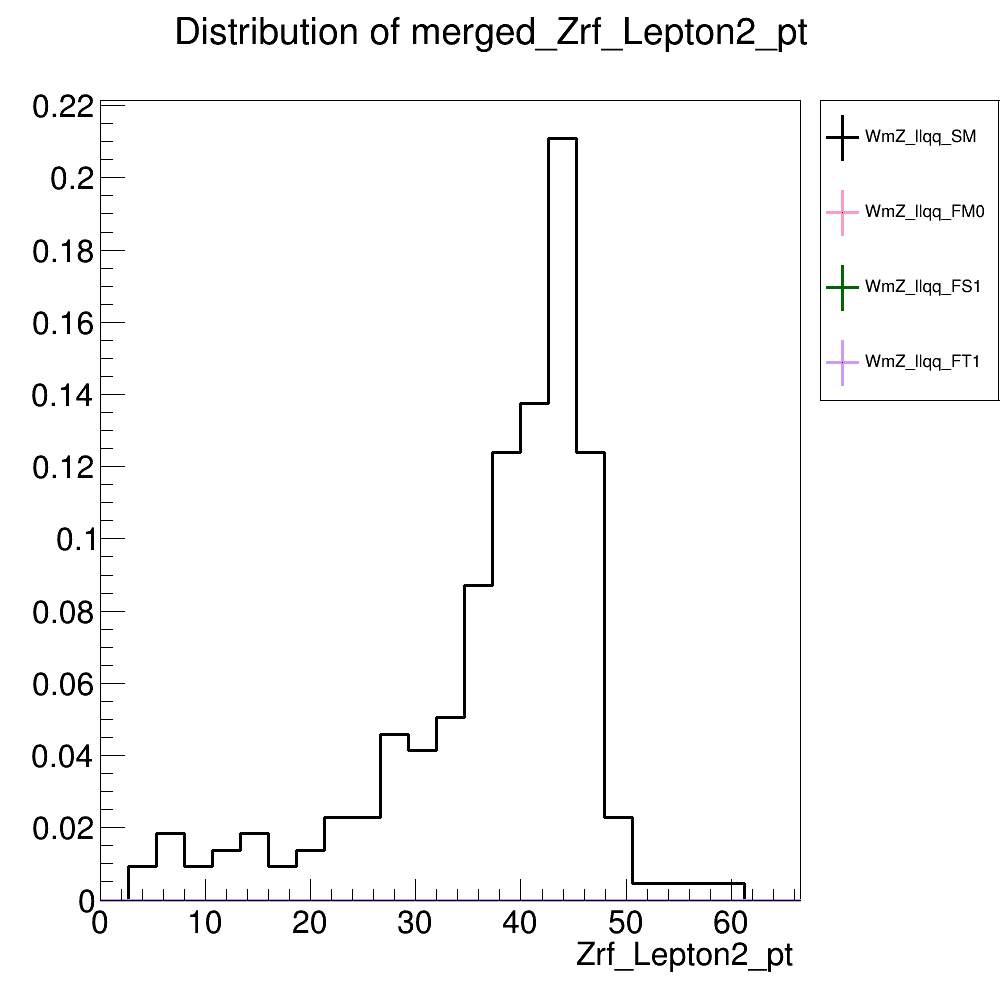 Distribution of merged_Zrf_Lepton2_pt
0.22
0.2
0.18
0.16
0.14
0.12
0.1
0.08
0.06
0.04
0.02
0
0 10 20 30 40 50 60
Zrf_Lepton2_pt
WmZ_llqq_SM
WmZ_llqq_FM0
WmZ_llqq_FS1
WmZ_llqq_FT1